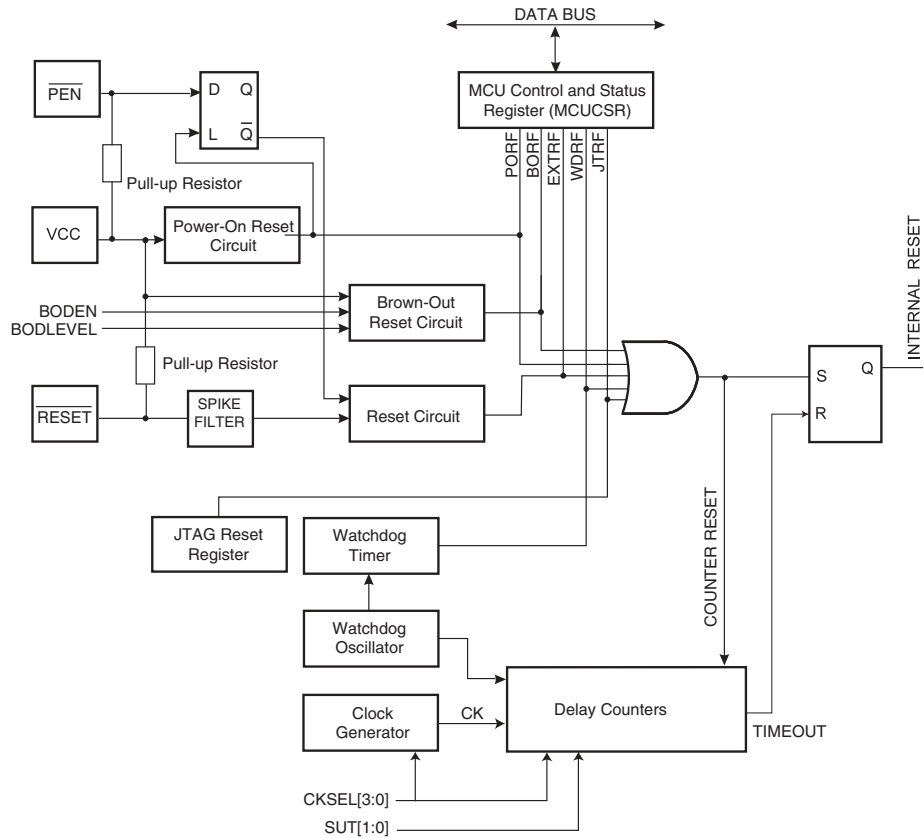 DATA BUS
PEN
D Q
L Q
MCU Control and Status
Register (MCUCSR)
PORF
BORF
EXTRF
WDRF
JTRF
Pull-up Resistor
VCC
Power-On Reset
Circuit
BODEN
BODLEVEL
Brown-Out
Reset Circuit
Pull-up Resistor
RESET
SPIKE
FILTER
Reset Circuit
S Q
R
INTERNAL RESET
JTAG Reset
Register
Watchdog
Timer
COUNTER RESET
Watchdog
Oscillator
Clock
Generator
CK
Delay Counters
TIMEOUT
CKSEL[3:0]
SUT[1:0]